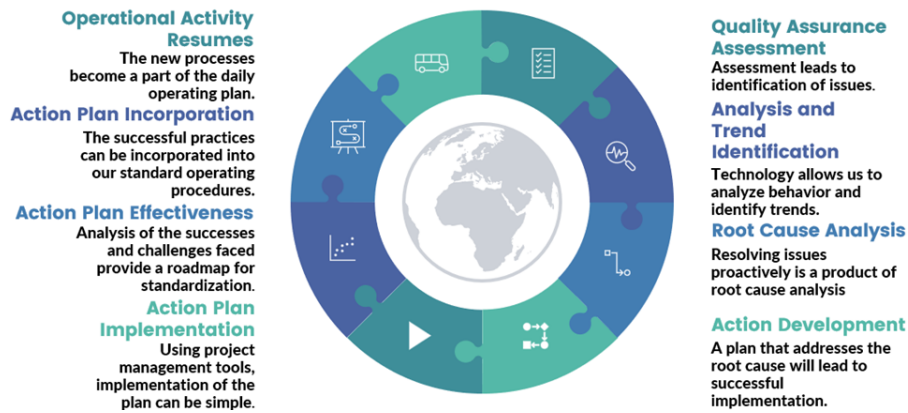 Operational Activity
Resumes
The new processes
become a part of the daily
operating plan.
Action Plan Incorporation
The successful practices
can be incorporated into
our standard operating
procedures.
Action Plan Effectiveness
Analysis of the successes
and challenges faced
provide a roadmap for
standardization.
Action Plan
Implementation
Using project
management tools,
implementation of the
plan can be simple.
Quality Assurance
Assessment
Assessment leads to
identification of issues.
Analysis and
Trend
Identification
Technology allows us to
analyze behavior and
identify trends.
Root Cause Analysis
Resolving issues
proactively is a product of
root cause analysis
Action Development
A plan that addresses the
root cause will lead to
successful
implementation.